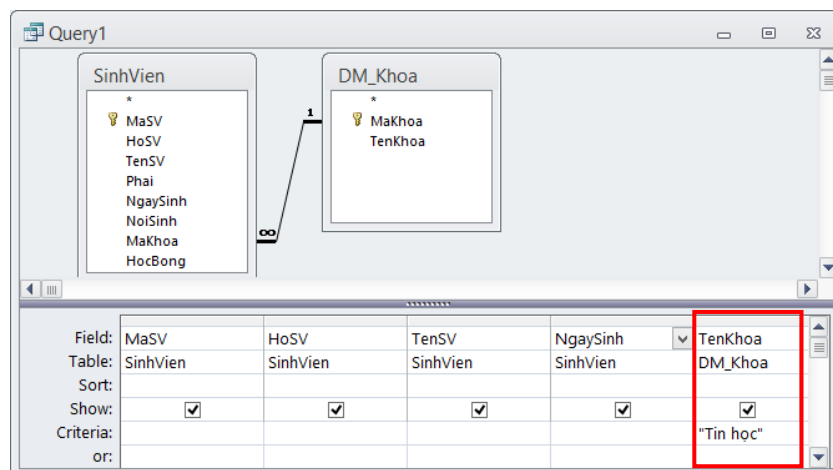 Query1
SinhVien
*
MaSV
HoSV
TenSV
Phai
NgaySinh
NoiSinh
MaKhoa
HocBong
1
∞
DM_Khoa
*
MaKhoa
TenKhoa
Field: MaSV HoSV TenSV NgaySinh TenKhoa
Table: SinhVien SinhVien SinhVien SinhVien DM_Khoa
Sort:
Show:
Criteria: "Tin học"
or: